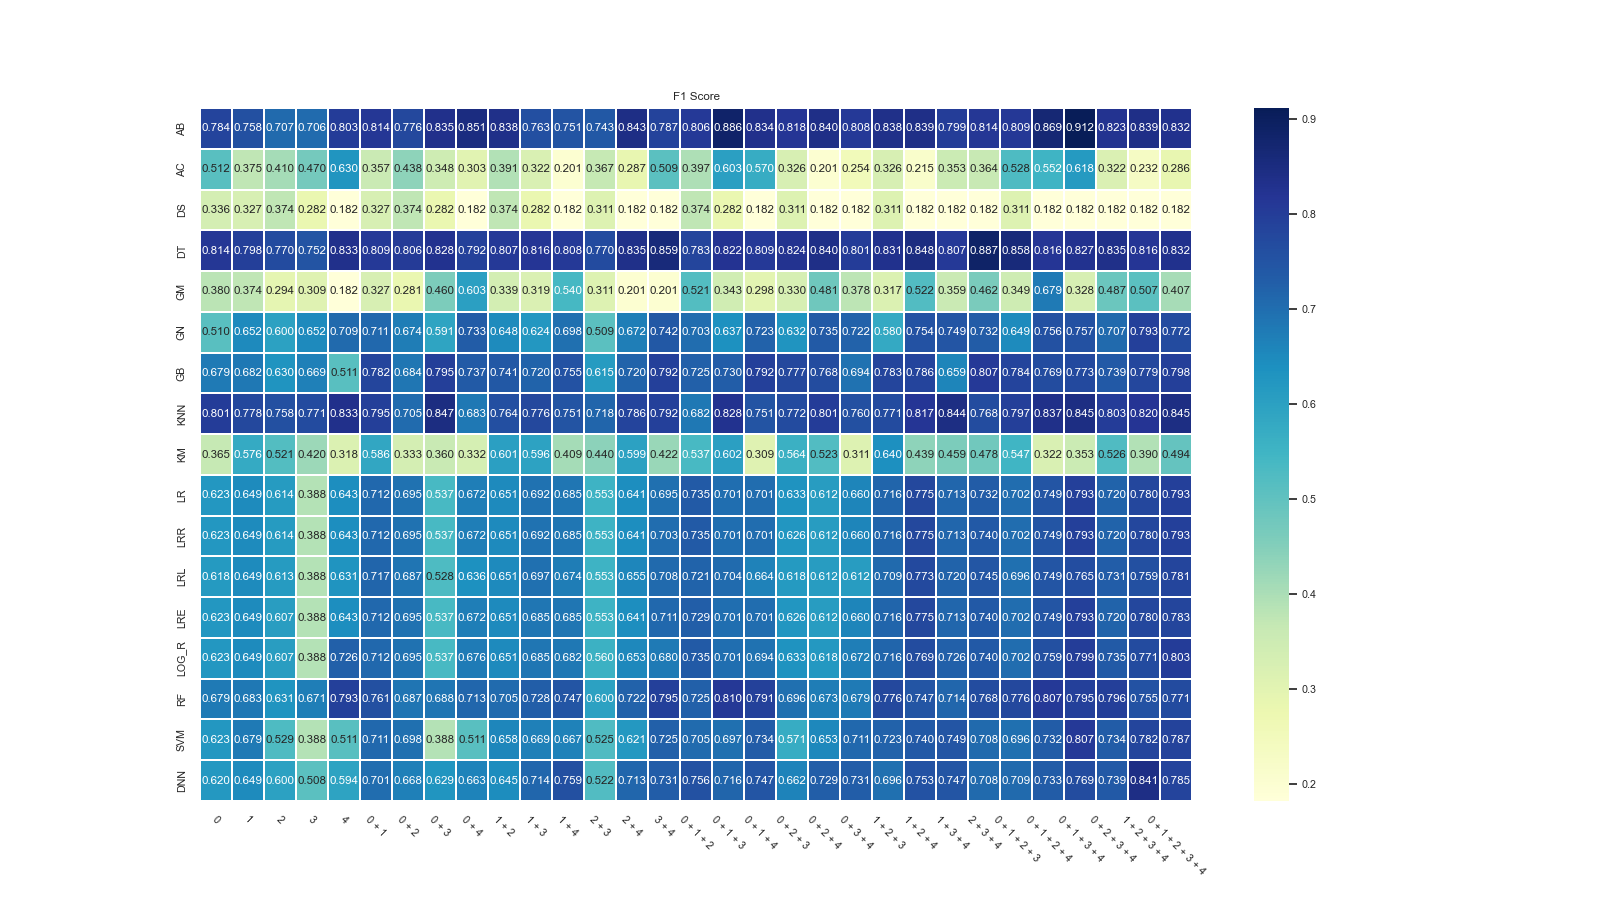 F1 Score
AB 0.784 0.758 0.707 0.706 0.803 0.814 0.776 0.835 0.851 0.838 0.763 0.751 0.743 0.843 0.787 0.806 0.886 0.834 0.818 0.840 0.808 0.838 0.839 0.799 0.814 0.809 0.869 0.912 0.823 0.839 0.832
AC 0.512 0.375 0.410 0.470 0.630 0.357 0.438 0.348 0.303 0.391 0.322 0.201 0.367 0.287 0.509 0.397 0.603 0.570 0.326 0.201 0.254 0.326 0.215 0.353 0.364 0.528 0.552 0.618 0.322 0.232 0.286
DS 0.336 0.327 0.374 0.282 0.182 0.327 0.374 0.282 0.182 0.374 0.282 0.182 0.311 0.182 0.182 0.374 0.282 0.182 0.311 0.182 0.182 0.311 0.182 0.182 0.182 0.311 0.182 0.182 0.182 0.182 0.182
DT 0.814 0.798 0.770 0.752 0.833 0.809 0.806 0.828 0.792 0.807 0.816 0.808 0.770 0.835 0.859 0.783 0.822 0.809 0.824 0.840 0.801 0.831 0.848 0.807 0.887 0.858 0.816 0.827 0.835 0.816 0.832
GM 0.380 0.374 0.294 0.309 0.182 0.327 0.281 0.460 0.603 0.339 0.319 0.540 0.311 0.201 0.201 0.521 0.343 0.298 0.330 0.481 0.378 0.317 0.522 0.359 0.462 0.349 0.679 0.328 0.487 0.507 0.407
GN 0.510 0.652 0.600 0.652 0.709 0.711 0.674 0.591 0.733 0.648 0.624 0.698 0.509 0.672 0.742 0.703 0.637 0.723 0.632 0.735 0.722 0.580 0.754 0.749 0.732 0.649 0.756 0.757 0.707 0.793 0.772
GB 0.679 0.682 0.630 0.669 0.511 0.782 0.684 0.795 0.737 0.741 0.720 0.755 0.615 0.720 0.792 0.725 0.730 0.792 0.777 0.768 0.694 0.783 0.786 0.659 0.807 0.784 0.769 0.773 0.739 0.779 0.798
KNN 0.801 0.778 0.758 0.771 0.833 0.795 0.705 0.847 0.683 0.764 0.776 0.751 0.718 0.786 0.792 0.682 0.828 0.751 0.772 0.801 0.760 0.771 0.817 0.844 0.768 0.797 0.837 0.845 0.803 0.820 0.845
KM 0.365 0.576 0.521 0.420 0.318 0.586 0.333 0.360 0.332 0.601 0.596 0.409 0.440 0.599 0.422 0.537 0.602 0.309 0.564 0.523 0.311 0.640 0.439 0.459 0.478 0.547 0.322 0.353 0.526 0.390 0.494
LR 0.623 0.649 0.614 0.388 0.643 0.712 0.695 0.537 0.672 0.651 0.692 0.685 0.553 0.641 0.695 0.735 0.701 0.701 0.633 0.612 0.660 0.716 0.775 0.713 0.732 0.702 0.749 0.793 0.720 0.780 0.793
LRR 0.623 0.649 0.614 0.388 0.643 0.712 0.695 0.537 0.672 0.651 0.692 0.685 0.553 0.641 0.703 0.735 0.701 0.701 0.626 0.612 0.660 0.716 0.775 0.713 0.740 0.702 0.749 0.793 0.720 0.780 0.793
LRL 0.618 0.649 0.613 0.388 0.631 0.717 0.687 0.528 0.636 0.651 0.697 0.674 0.553 0.655 0.708 0.721 0.704 0.664 0.618 0.612 0.612 0.709 0.773 0.720 0.745 0.696 0.749 0.765 0.731 0.759 0.781
LRE 0.623 0.649 0.607 0.388 0.643 0.712 0.695 0.537 0.672 0.651 0.685 0.685 0.553 0.641 0.711 0.729 0.701 0.701 0.626 0.612 0.660 0.716 0.775 0.713 0.740 0.702 0.749 0.793 0.720 0.780 0.783
LOG_R 0.623 0.649 0.607 0.388 0.726 0.712 0.695 0.537 0.676 0.651 0.685 0.682 0.560 0.653 0.680 0.735 0.701 0.694 0.633 0.618 0.672 0.716 0.769 0.726 0.740 0.702 0.759 0.799 0.735 0.771 0.803
RF 0.679 0.683 0.631 0.671 0.793 0.761 0.687 0.688 0.713 0.705 0.728 0.747 0.600 0.722 0.795 0.725 0.810 0.791 0.696 0.673 0.679 0.776 0.747 0.714 0.768 0.776 0.807 0.795 0.796 0.755 0.771
SVM 0.623 0.679 0.529 0.388 0.511 0.711 0.698 0.388 0.511 0.658 0.669 0.667 0.525 0.621 0.725 0.705 0.697 0.734 0.571 0.653 0.711 0.723 0.740 0.749 0.708 0.696 0.732 0.807 0.734 0.782 0.787
DNN 0.620 0.649 0.600 0.508 0.594 0.701 0.668 0.629 0.663 0.645 0.714 0.759 0.522 0.713 0.731 0.756 0.716 0.747 0.662 0.729 0.731 0.696 0.753 0.747 0.708 0.709 0.733 0.769 0.739 0.841 0.785
0 1 2 3 4 0 + 1 0 + 2 0 + 3 0 + 4 1 + 2 1 + 3 1 + 4 2 + 3 2 + 4 3 + 4 0 + 1 + 2 0 + 1 + 3 0 + 1 + 4 0 + 2 + 3 0 + 2 + 4 0 + 3 + 4 1 + 2 + 3 1 + 2 + 4 1 + 3 + 4 2 + 3 + 4 0 + 1 + 2 + 3 0 + 1 + 2 + 4 0 + 1 + 3 + 4 0 + 2 + 3 + 4 1 + 2 + 3 + 4 0 + 1 + 2 + 3 + 4
0.9
0.8
0.7
0.6
0.5
0.4
0.3
0.2